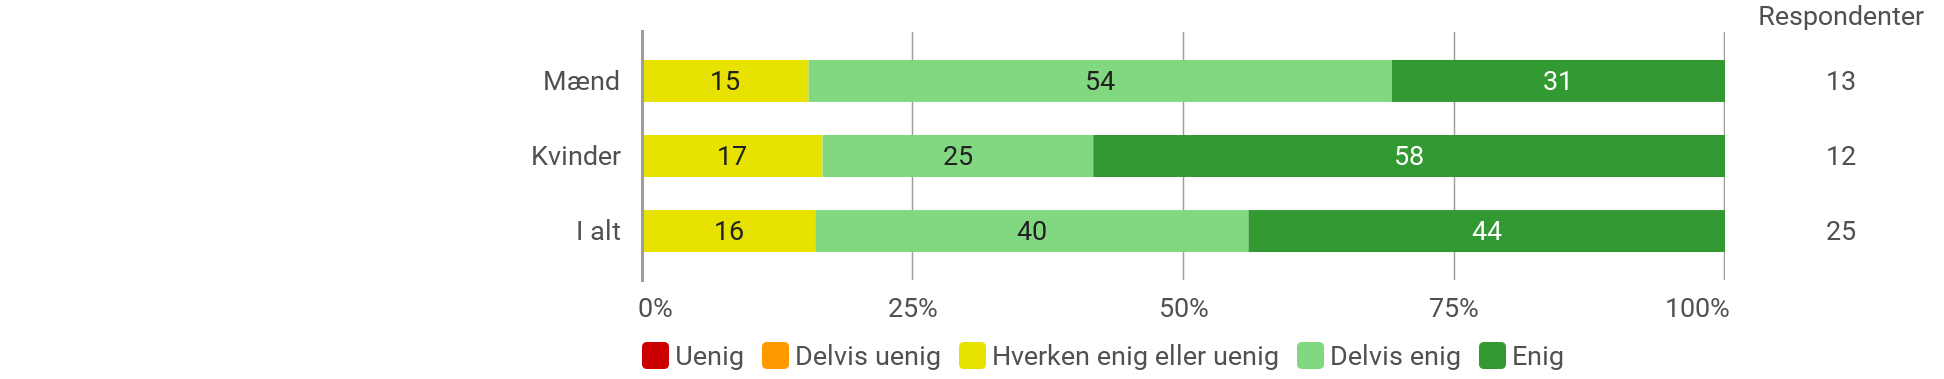 Respondenter
Mænd 15 54 31 13
Kvinder 17 25 58 12
I alt 16 40 44 25
0% 25% 50% 75% 100%
Uenig Delvis uenig Hverken enig eller uenig Delvis enig Enig